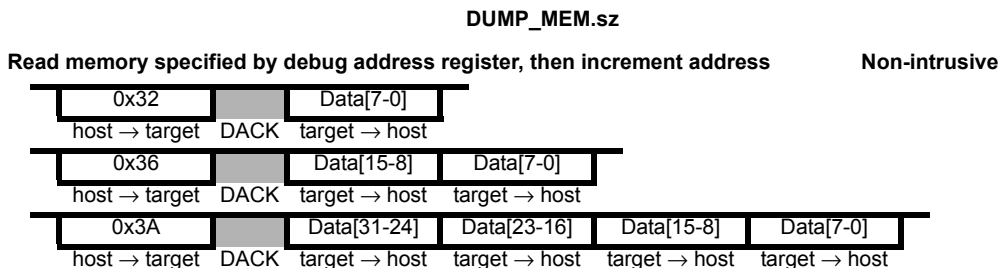 DUMP_MEM.sz
Read memory specified by debug address register, then increment address Non-intrusive
0x32 Data[7-0]
host → target DACK target → host
0x36 Data[15-8] Data[7-0]
host → target DACK target → host target → host
0x3A Data[31-24] Data[23-16] Data[15-8] Data[7-0]
host → target DACK target → host target → host target → host target → host